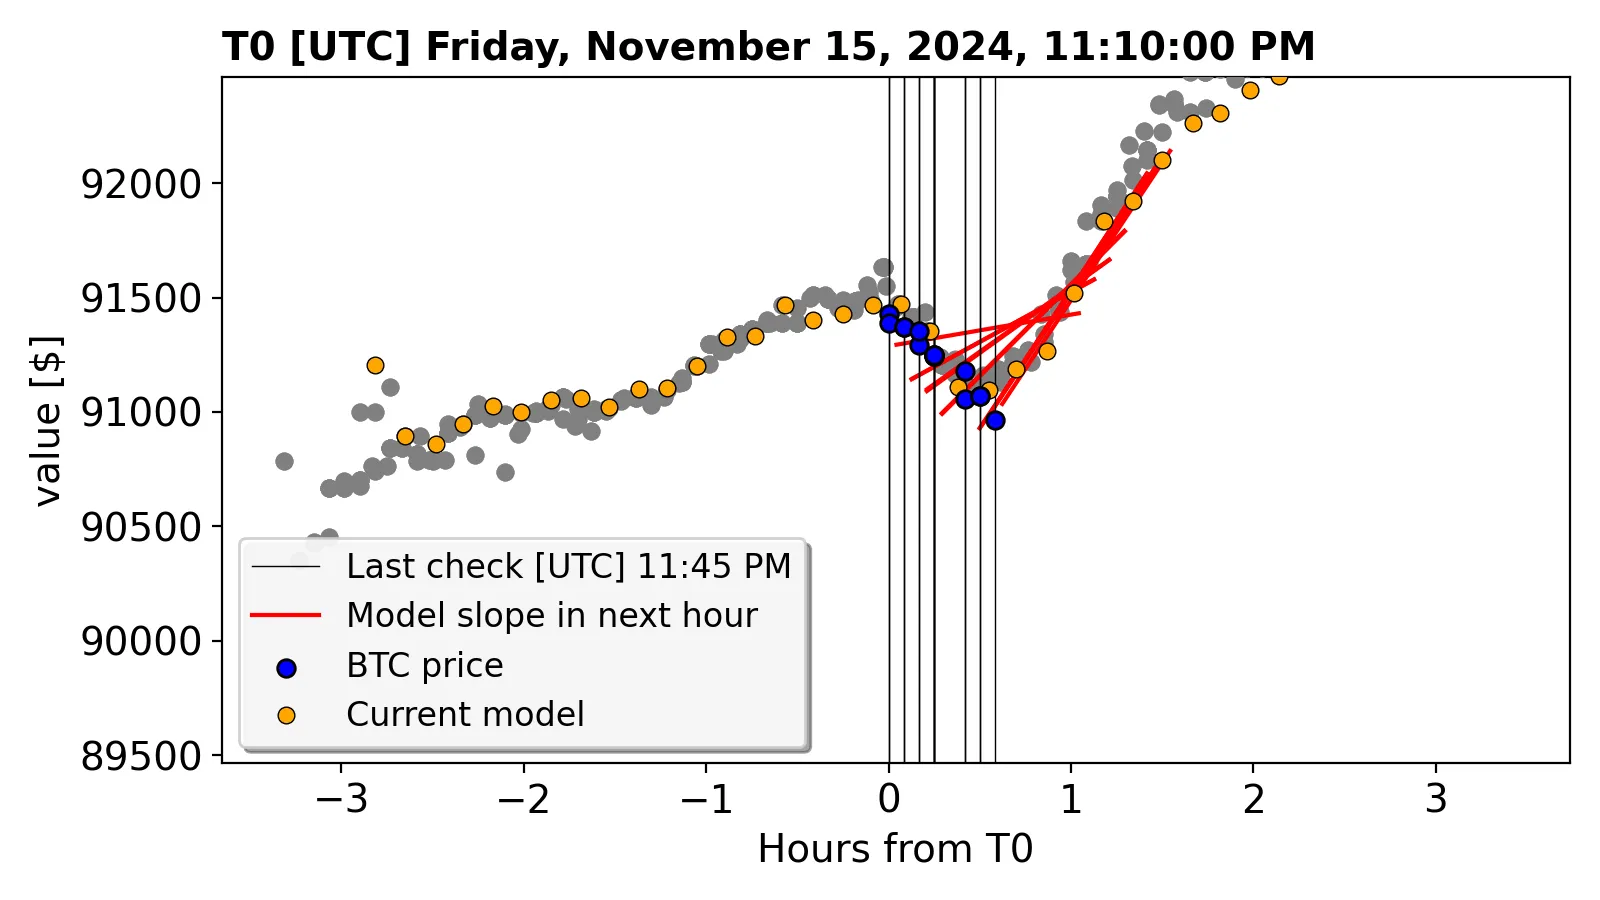 T0 [UTC] Friday, November 15, 2024, 11:10:00 PM
value [$]
92000
91500
91000
90500
90000
89500
Last check [UTC] 11:45 PM
Model slope in next hour
BTC price
Current model
−3 −2 −1 0 1 2 3
Hours from T0